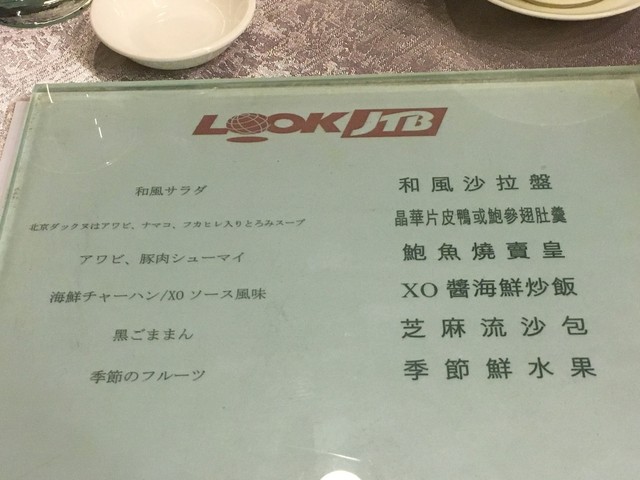 LOOK JTB
和風サラダ
和風沙拉盤
北京ダックヌはアワビ、ナマコ、フカヒレ入りとろみスープ
晶華片皮鴨或鮑參翅肚羹
アワビ、豚肉シューマイ
鮑魚燒賣皇
海鮮チャーハン/XOソース風味
XO醬海鮮炒飯
黒ごままん
芝麻流沙包
季節のフルーツ
季節鮮水果